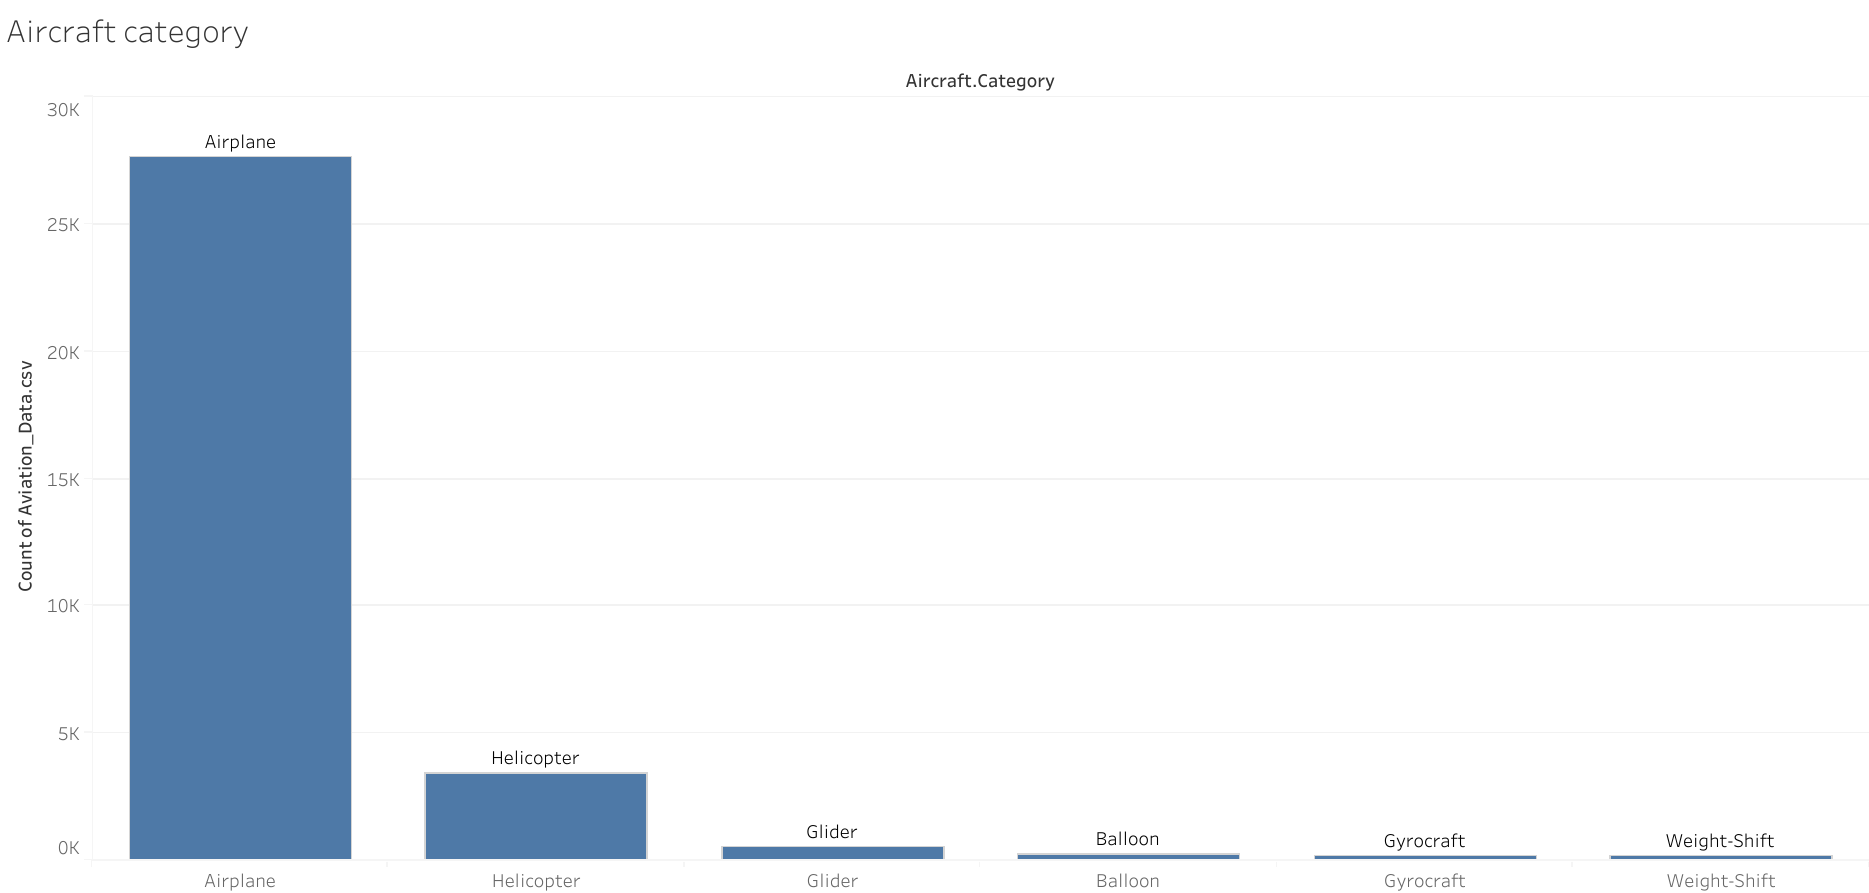 Aircraft category
Aircraft.Category
30K
25K
20K
15K
10K
5K
0K
Count of Aviation_Data.csv
Airplane
Helicopter
Glider
Balloon
Gyrocraft
Weight-Shift
Airplane
Helicopter
Glider
Balloon
Gyrocraft
Weight-Shift